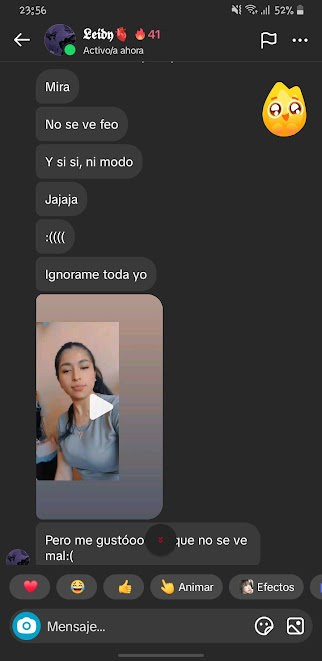 23:56
52%
𝕷𝖊𝖎𝖉𝖞🫀 🔥41
Activo/a ahora
Mira
No se ve feo
Y si si, ni modo
Jajaja
:((((
Ignorame toda yo
Pero me gustóoo que no se ve
mal:(
❤️ 😂 👍 👆 Animar Efectos
Mensaje...